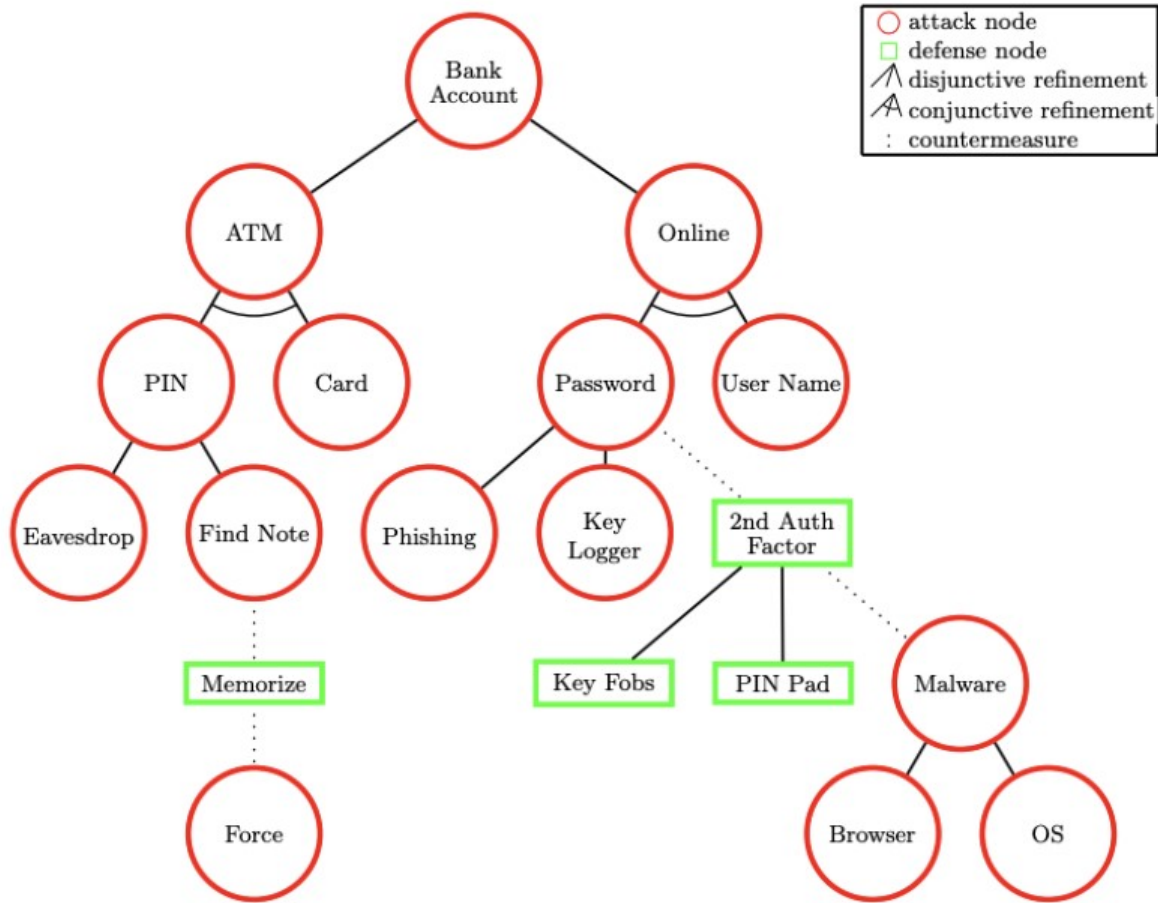 attack node
defense node
disjunctive refinement
conjunctive refinement
countermeasure
Bank
Account
ATM
Online
PIN
Card
Password
User Name
Eavesdrop
Find Note
Phishing
Key
Logger
2nd Auth
Factor
Memorize
Key Fobs
PIN Pad
Malware
Force
Browser
OS